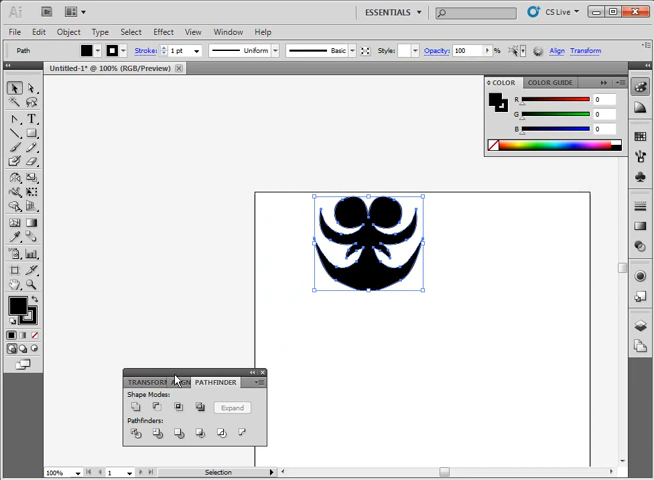 Ai Br ESSENTIALS CS Live
File Edit Object Type Select Effect View Window Help
Path Stroke: 1 pt Uniform Basic Style: Opacity: 100 % Align Transform
Untitled-1* @ 100% (RGB/Preview)
COLOR COLOR GUIDE
R 0
G 0
B 0
TRANSFORM ALIGN PATHFINDER
Shape Modes:
Expand
Pathfinders:
100% 1 Selection